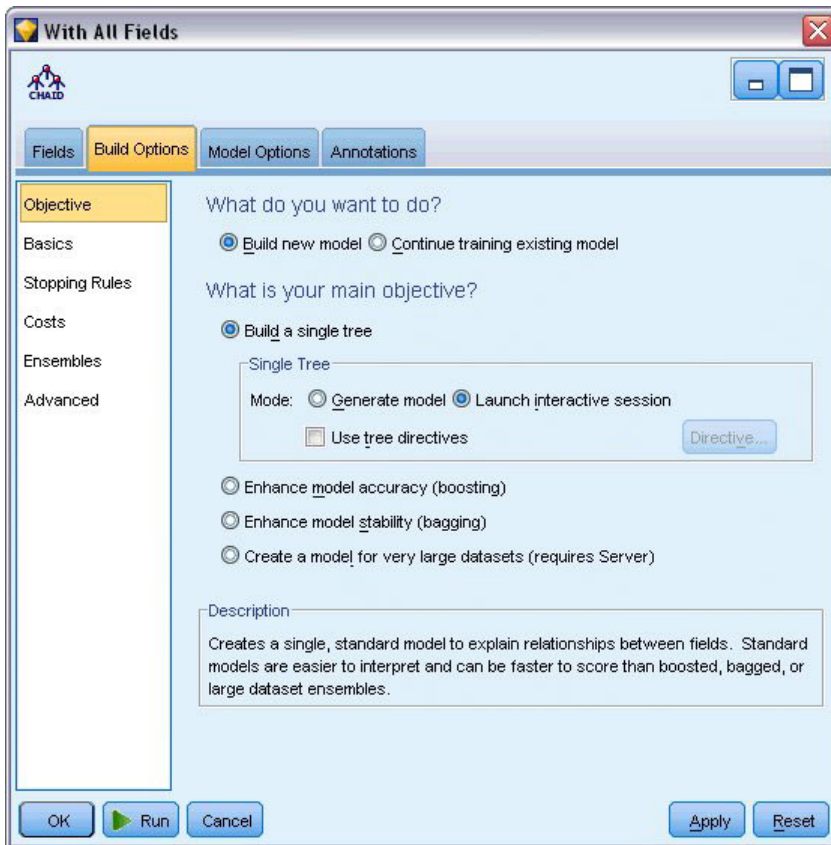 With All Fields
CHAID
Fields Build Options Model Options Annotations
Objective
Basics
Stopping Rules
Costs
Ensembles
Advanced
What do you want to do?
Build new model Continue training existing model
What is your main objective?
Build a single tree
Single Tree
Mode: Generate model Launch interactive session
Use tree directives Directive...
Enhance model accuracy (boosting)
Enhance model stability (bagging)
Create a model for very large datasets (requires Server)
Description
Creates a single, standard model to explain relationships between fields. Standard
models are easier to interpret and can be faster to score than boosted, bagged, or
large dataset ensembles.
OK Run Cancel Apply Reset